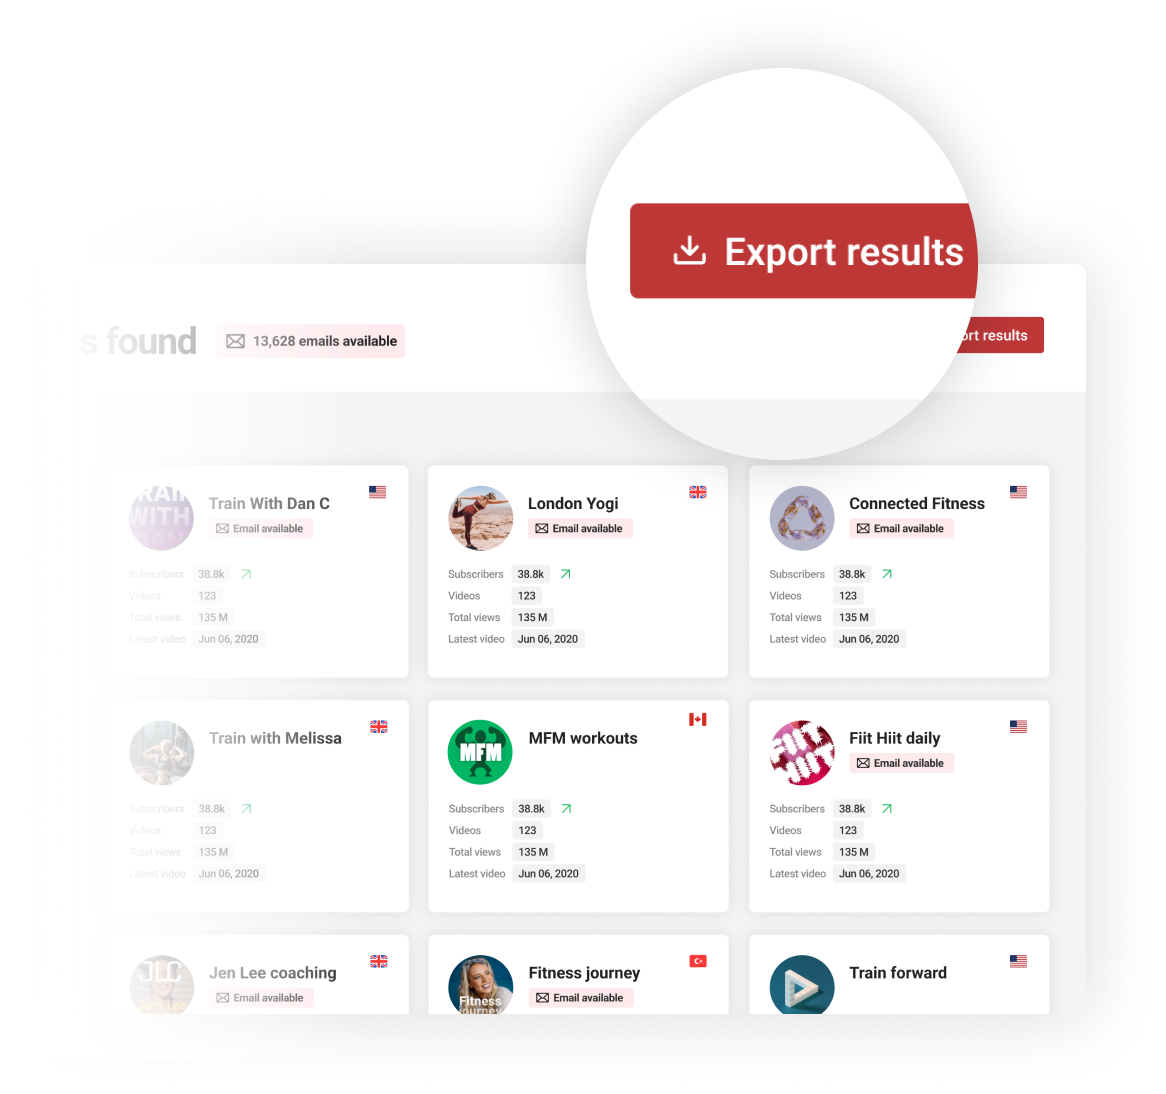 Export results
s found
13,628 emails available
ort results
TRAIN
WITH
DAN
Train With Dan C
Email available
Subscribers 38.8k
Videos 123
Total views 135 M
Latest video Jun 06, 2020
London Yogi
Email available
Subscribers 38.8k
Videos 123
Total views 135 M
Latest video Jun 06, 2020
Connected Fitness
Email available
Subscribers 38.8k
Videos 123
Total views 135 M
Latest video Jun 06, 2020
Train with Melissa
Subscribers 38.8k
Videos 123
Total views 135 M
Latest video Jun 06, 2020
MFM
MFM workouts
Subscribers 38.8k
Videos 123
Total views 135 M
Latest video Jun 06, 2020
Fiit Hiit daily
Email available
Subscribers 38.8k
Videos 123
Total views 135 M
Latest video Jun 06, 2020
JLC
Jen Lee
Jen Lee coaching
Email available
Fitness
journey
Fitness journey
Email available
Train forward